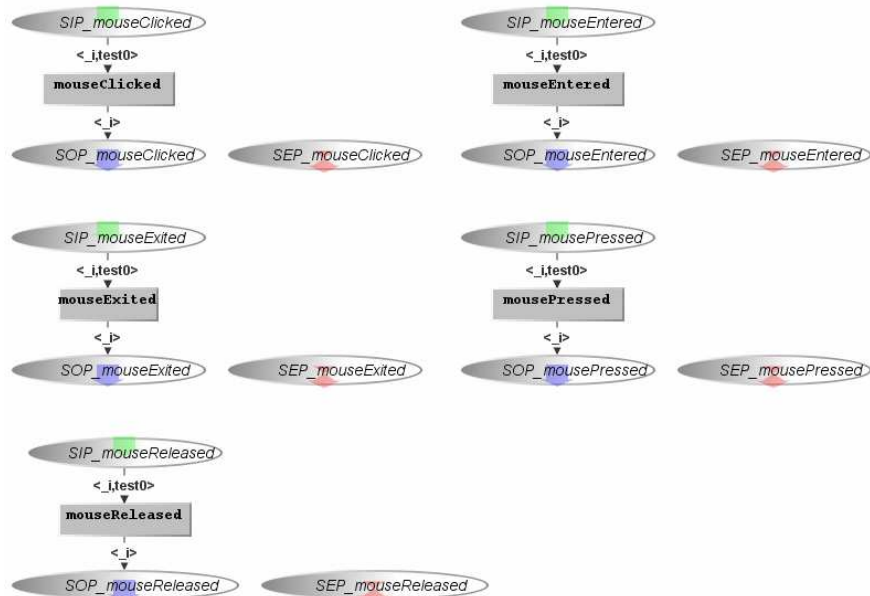 SIP_mouseClicked
<_i,test0>
mouseClicked
<_i>
SOP_mouseClicked
SEP_mouseClicked
SIP_mouseEntered
<_i,test0>
mouseEntered
<_i>
SOP_mouseEntered
SEP_mouseEntered
SIP_mouseExited
<_i,test0>
mouseExited
<_i>
SOP_mouseExited
SEP_mouseExited
SIP_mousePressed
<_i,test0>
mousePressed
<_i>
SOP_mousePressed
SEP_mousePressed
SIP_mouseReleased
<_i,test0>
mouseReleased
<_i>
SOP_mouseReleased
SEP_mouseReleased